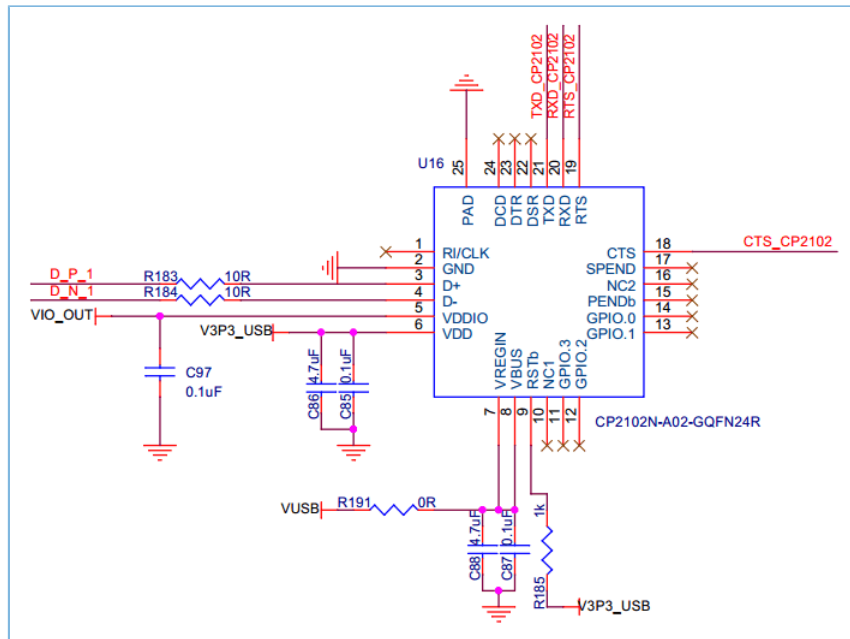 TXD_CP2102
RXD_CP2102
RTS_CP2102
U16
25
24
23
22
21
20
19
PAD
DCD
DTR
DSR
TXD
RXD
RTS
1
RI/CLK
2
GND
D_P_1
R183
10R
3
D+
D_N_1
R184
10R
4
D-
VIO_OUT
5
VDDIO
V3P3_USB
6
VDD
CTS
18
CTS_CP2102
SPEND
17
NC2
16
PENDb
15
GPIO.0
14
GPIO.1
13
C97
0.1uF
C86
4.7uF
C85
0.1uF
VREGIN
VBUS
RSTb
NC1
GPIO.3
GPIO.2
7
8
9
10
11
12
CP2102N-A02-GQFN24R
VUSB
R191
0R
C88
4.7uF
C87
0.1uF
1k
R185
V3P3_USB